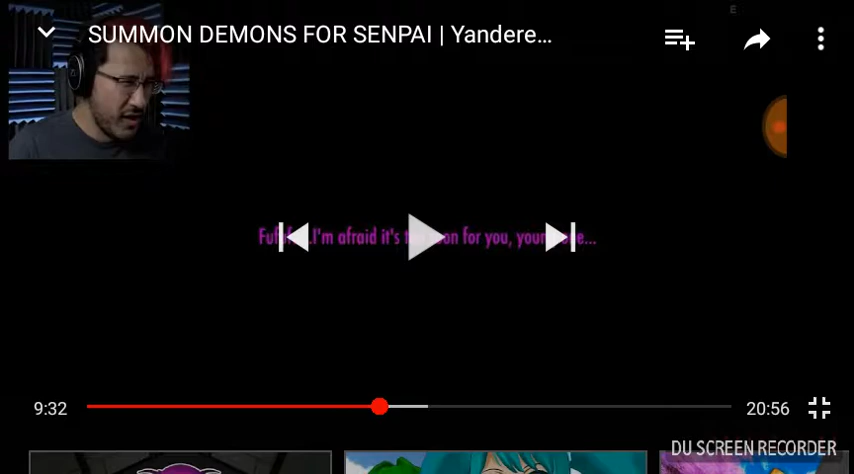 E
SUMMON DEMONS FOR SENPAI | Yandere...
I'm afraid it's for you,
9:32
20:56
DU SCREEN RECORDER